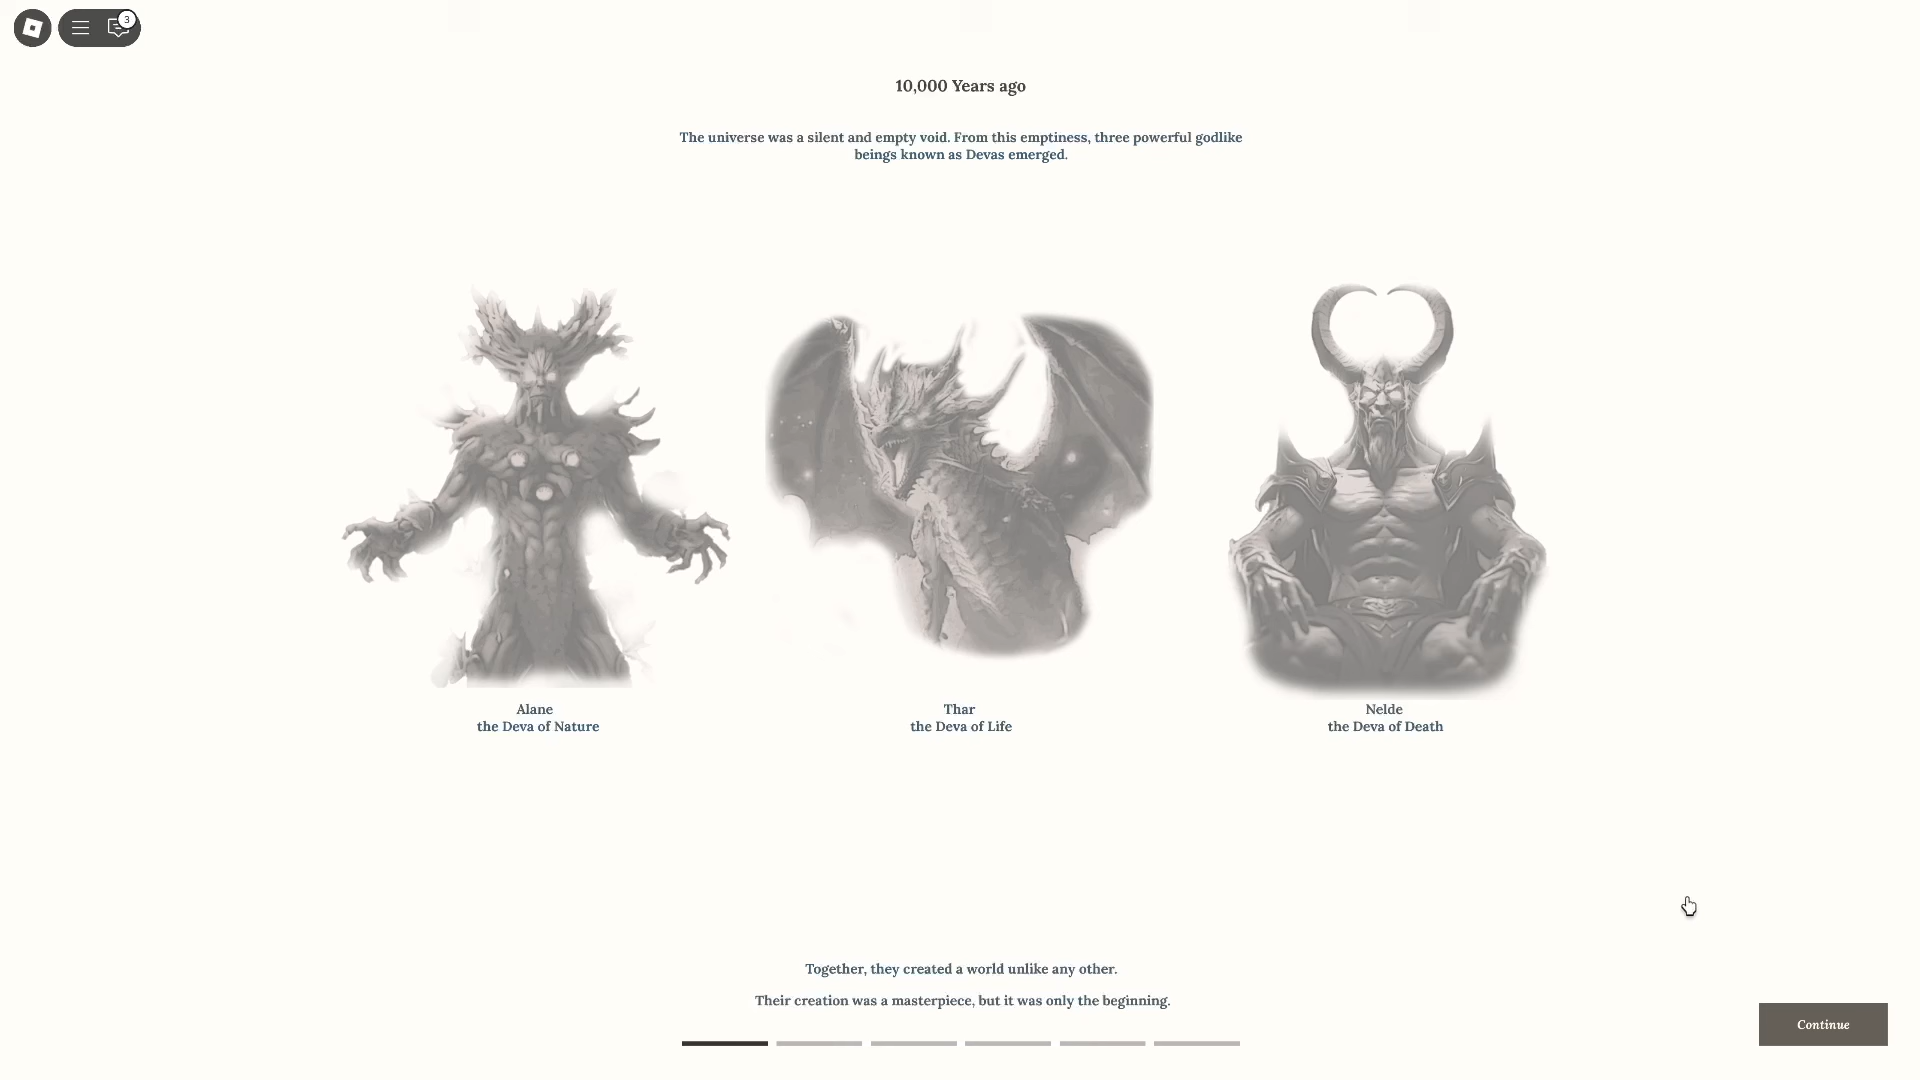 3
10,000 Years ago
The universe was a silent and empty void. From this emptiness, three powerful godlike
beings known as Devas emerged.
Alane
the Deva of Nature
Thar
the Deva of Life
Nelde
the Deva of Death
Together, they created a world unlike any other.
Their creation was a masterpiece, but it was only the beginning.
Continue